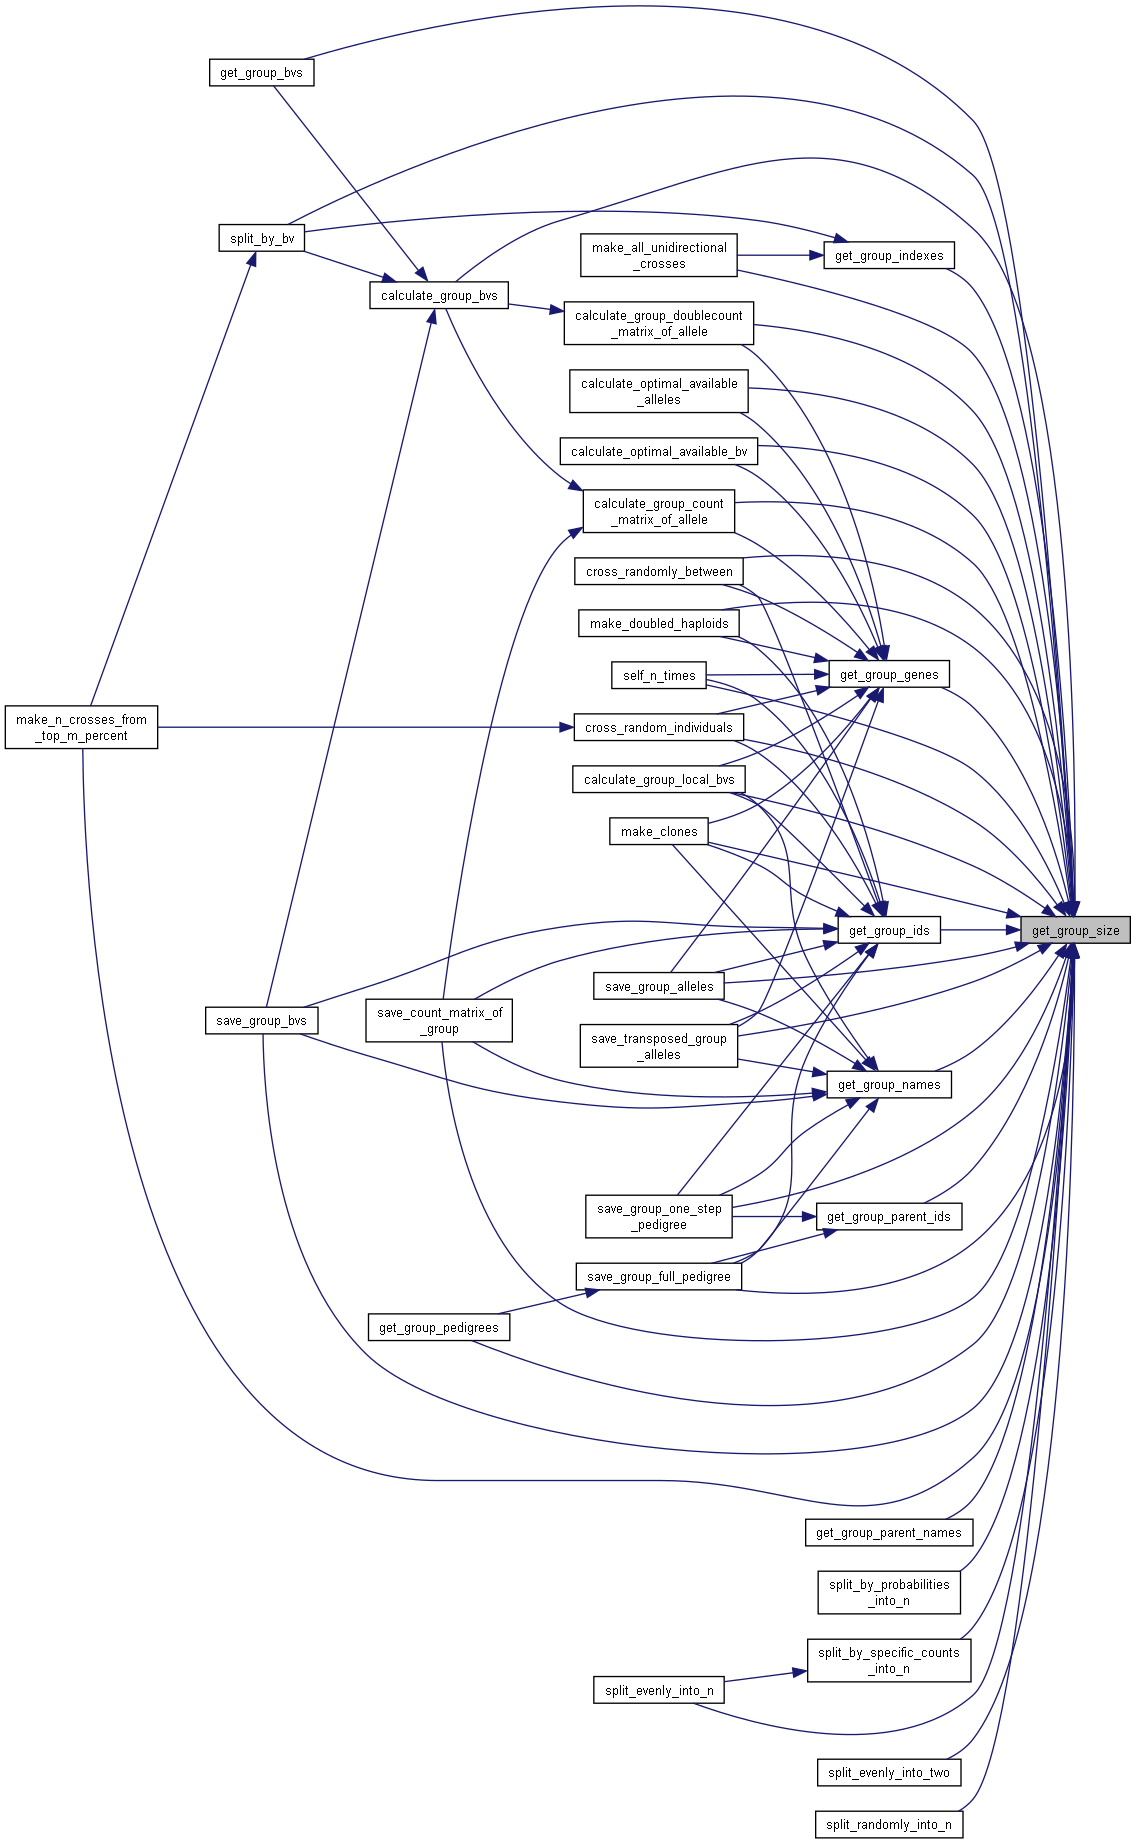 get_group_bvs
split_by_bv
make_all_unidirectional
_crosses
get_group_indexes
calculate_group_bvs
calculate_group_doublecount
_matrix_of_allele
calculate_optimal_available
_alleles
calculate_optimal_available_bv
calculate_group_count
_matrix_of_allele
cross_randomly_between
make_doubled_haploids
self_n_times
get_group_genes
make_n_crosses_from
_top_m_percent
cross_random_individuals
calculate_group_local_bvs
make_clones
get_group_ids
get_group_size
save_group_alleles
save_group_bvs
save_count_matrix_of
_group
save_transposed_group
_alleles
get_group_names
save_group_one_step
_pedigree
get_group_parent_ids
save_group_full_pedigree
get_group_pedigrees
get_group_parent_names
split_by_probabilities
_into_n
split_by_specific_counts
_into_n
split_evenly_into_n
split_evenly_into_two
split_randomly_into_n